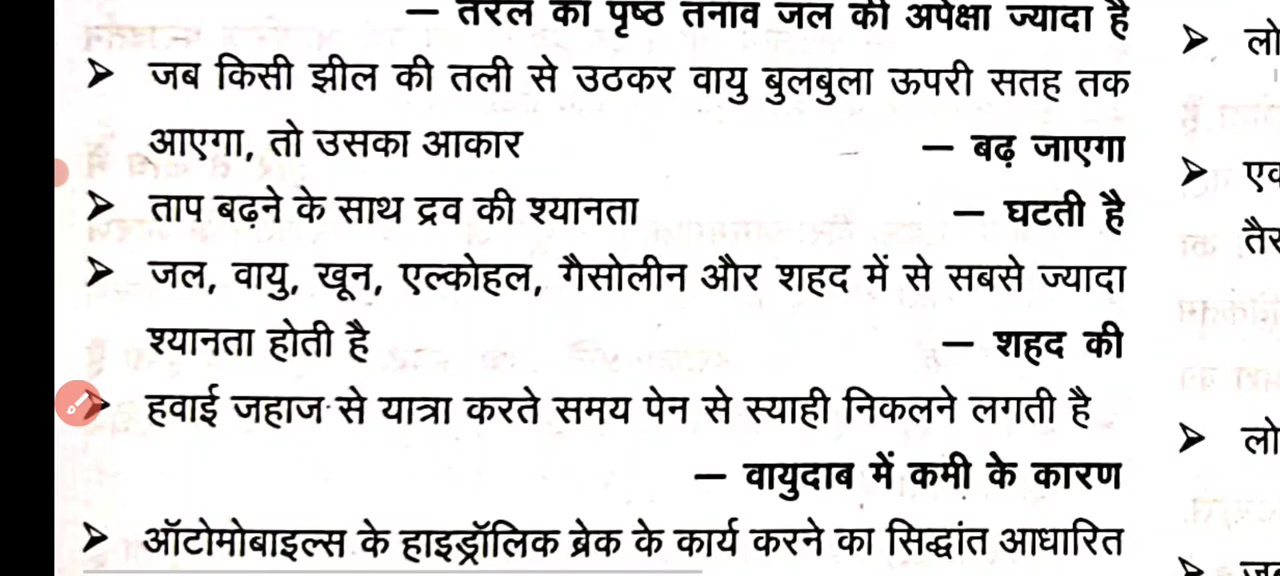 — तरल का पृष्ठ तनाव जल की अपेक्षा ज्यादा है
➤ जब किसी झील की तली से उठकर वायु बुलबुला ऊपरी सतह तक
आएगा, तो उसका आकार — बढ़ जाएगा
➤ ताप बढ़ने के साथ द्रव की श्यानता — घटती है
➤ जल, वायु, खून, एल्कोहल, गैसोलीन और शहद में से सबसे ज्यादा
श्यानता होती है — शहद की
➤ हवाई जहाज से यात्रा करते समय पेन से स्याही निकलने लगती है
— वायुदाब में कमी के कारण
➤ ऑटोमोबाइल्स के हाइड्रॉलिक ब्रेक के कार्य करने का सिद्धांत आधारित
➤ लो
➤
➤ लो
➤